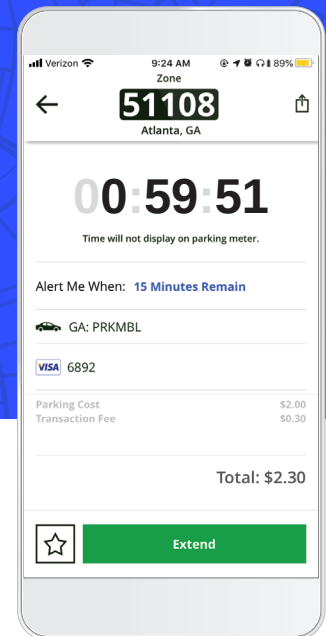 Verizon 9:24 AM 89%
Zone
51108
Atlanta, GA
00:59:51
Time will not display on parking meter.
Alert Me When: 15 Minutes Remain
GA: PRKMBL
VISA 6892
Parking Cost $2.00
Transaction Fee $0.30
Total: $2.30
Extend